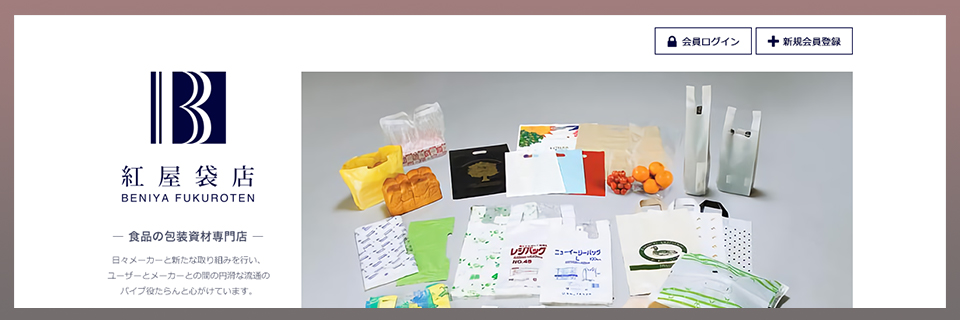 会員ログイン
新規会員登録
紅屋袋店
BENIYA FUKUROTEN
― 食品の包装資材専門店 ―
日々メーカーと新たな取り組みを行い、
ユーザーとメーカーとの間の円滑な流通の
パイプ役たらんと心がけています。
レジバッグ
NO.45
ニューイージーバッグ
L